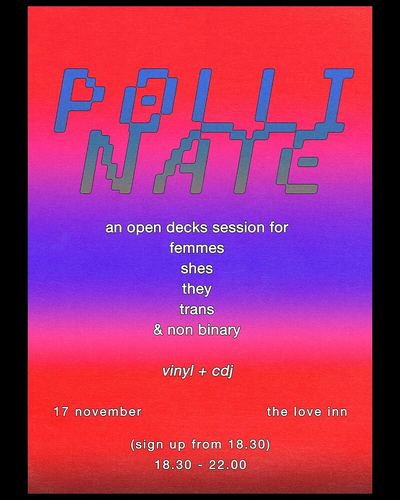 POLLI
NATE
an open decks session for
femmes
shes
they
trans
& non binary
vinyl + cdj
17 november the love inn
(sign up from 18.30)
18.30 - 22.00